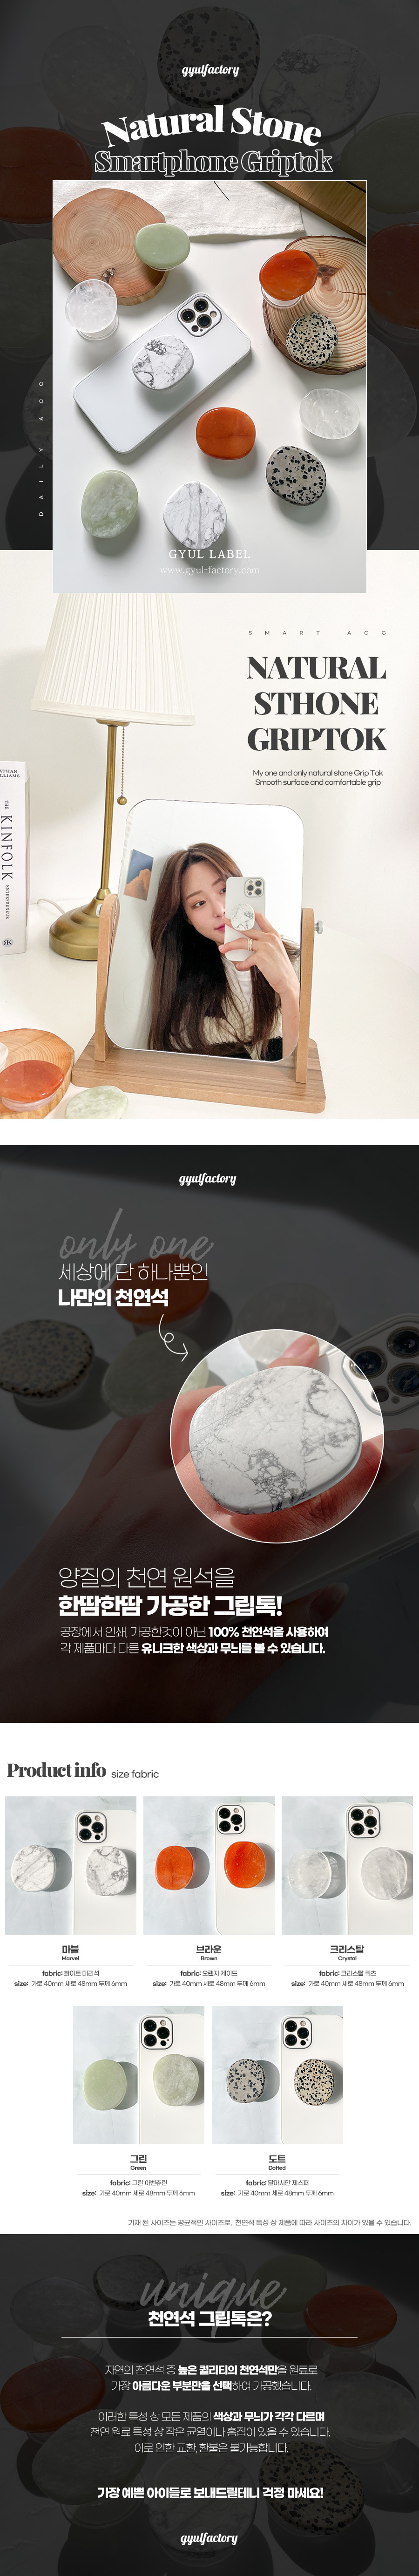 gyulfactory
Natural Stone
Smartphone Griptok
DAILY ACC
GYUL LABEL
www.gyul-factory.com
SMART ACC
NATURAL
STHONE
GRIPTOK
My one and only natural stone Grip Tok
Smooth surface and comfortable grip
THE
KINFOLK
ENTREPRENEUR
gyulfactory
only one
세상에 단 하나뿐인
나만의 천연석
양질의 천연 원석을
한땀한땀 가공한 그립톡!
공장에서 인쇄, 가공한것이 아닌 100% 천연석을 사용하여
각 제품마다 다른 유니크한 색상과 무늬를 볼 수 있습니다.
Product info size fabric
마블
Marvel
fabric: 화이트 대리석
size: 가로 40mm 세로 48mm 두께 6mm
브라운
Brown
fabric: 오렌지 제이드
size: 가로 40mm 세로 48mm 두께 6mm
크리스탈
Crystal
fabric: 크리스탈 쿼츠
size: 가로 40mm 세로 48mm 두께 6mm
그린
Green
fabric: 그린 아벤츄린
size: 가로 40mm 세로 48mm 두께 6mm
도트
Dotted
fabric: 달마시안 제스퍼
size: 가로 40mm 세로 48mm 두께 6mm
기재 된 사이즈는 평균적인 사이즈로, 천연석 특성 상 제품에 따라 사이즈의 차이가 있을 수 있습니다.
unique
천연석 그립톡은?
자연의 천연석 중 높은 퀄리티의 천연석만을 원료로
가장 아름다운 부분만을 선택하여 가공했습니다.
이러한 특성 상 모든 제품의 색상과 무늬가 각각 다르며
천연 원료 특성 상 작은 균열이나 흠집이 있을 수 있습니다.
이로 인한 교환, 환불은 불가능합니다.
가장 예쁜 아이들로 보내드릴테니 걱정 마세요!
gyulfactory